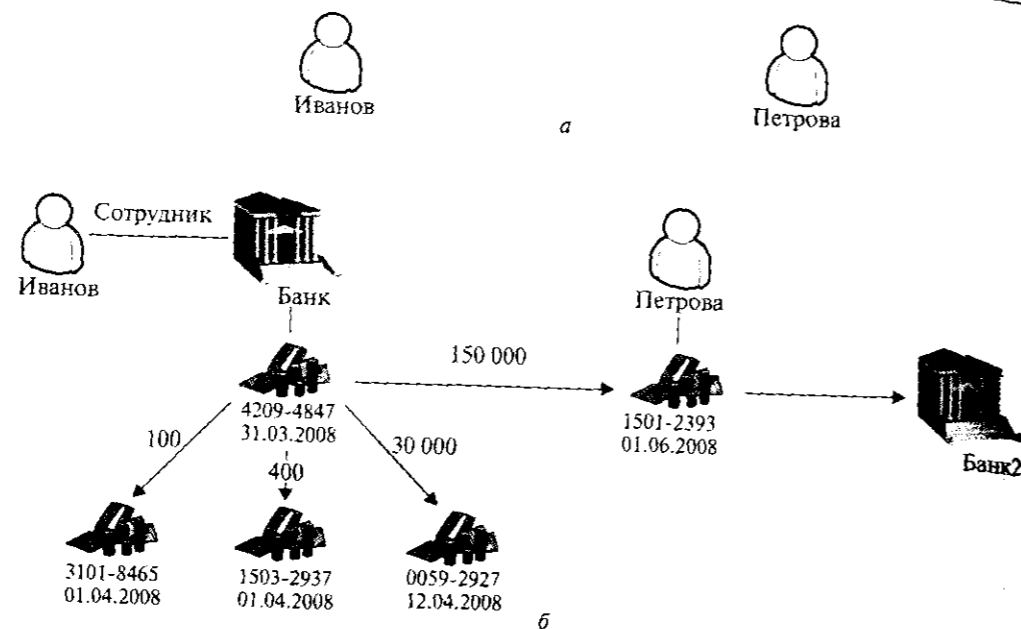 Иванов
Петрова
а
Сотрудник
Иванов
Банк
Петрова
150 000
4209-4847
31.03.2008
1501-2393
01.06.2008
Банк2
100
400
30 000
3101-8465
01.04.2008
1503-2937
01.04.2008
0059-2927
12.04.2008
б